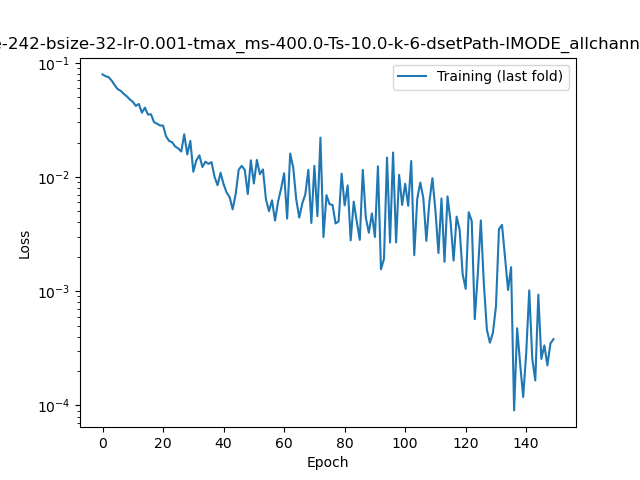 e-242-bsize-32-lr-0.001-tmax_ms-400.0-Ts-10.0-k-6-dsetPath-IMODE_allchann
Training (last fold)
10⁻¹
10⁻²
10⁻³
10⁻⁴
Loss
0 20 40 60 80 100 120 140
Epoch